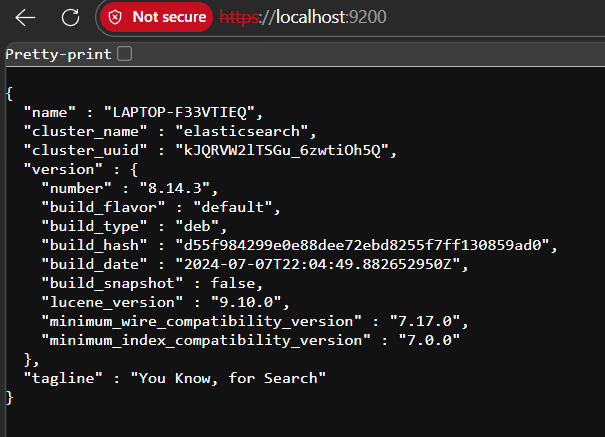 Not secure https://localhost:9200
Pretty-print
{
  "name" : "LAPTOP-F33VTIEQ",
  "cluster_name" : "elasticsearch",
  "cluster_uuid" : "kJQRVW2lTSGu_6zwtiOh5Q",
  "version" : {
    "number" : "8.14.3",
    "build_flavor" : "default",
    "build_type" : "deb",
    "build_hash" : "d55f984299e0e88dee72ebd8255f7ff130859ad0",
    "build_date" : "2024-07-07T22:04:49.882652950Z",
    "build_snapshot" : false,
    "lucene_version" : "9.10.0",
    "minimum_wire_compatibility_version" : "7.17.0",
    "minimum_index_compatibility_version" : "7.0.0"
  },
  "tagline" : "You Know, for Search"
}